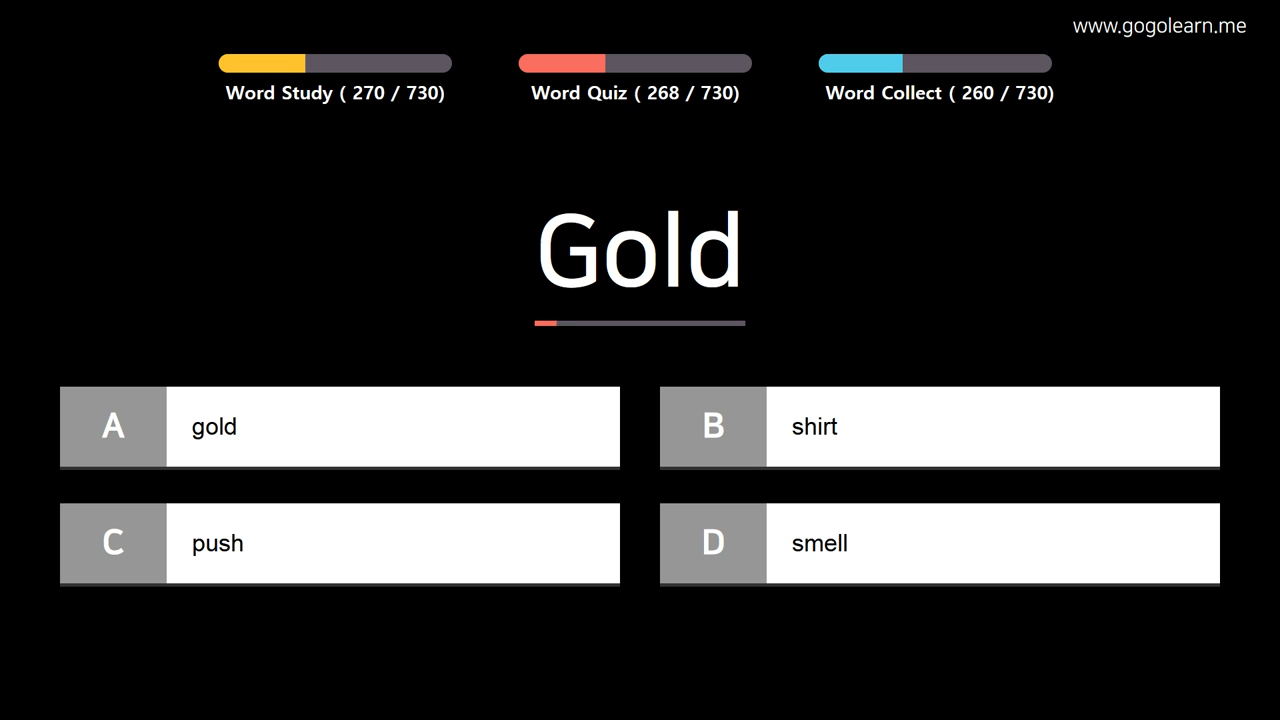 www.gogolearn.me
Word Study ( 270 / 730)
Word Quiz ( 268 / 730)
Word Collect ( 260 / 730)
Gold
A gold
B shirt
C push
D smell